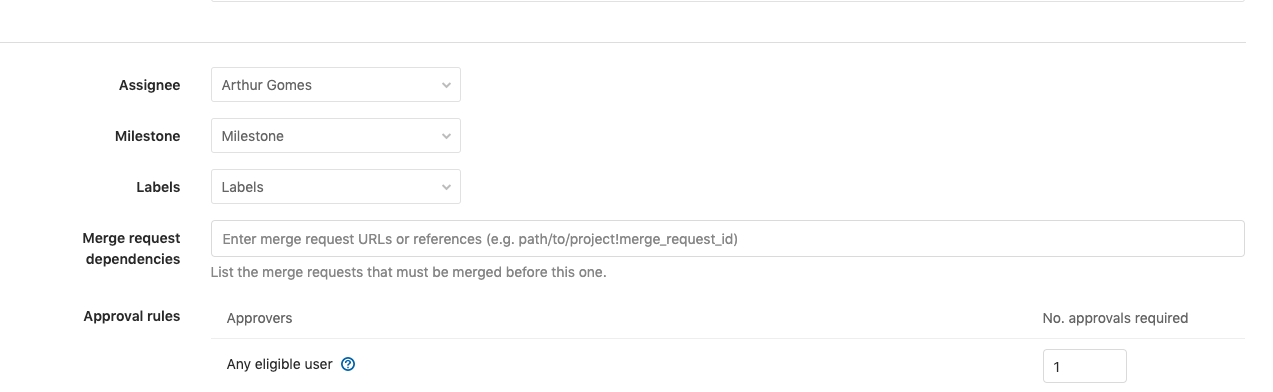 Assignee
Arthur Gomes
Milestone
Milestone
Labels
Labels
Merge request
dependencies
Enter merge request URLs or references (e.g. path/to/project!merge_request_id)
List the merge requests that must be merged before this one.
Approval rules
Approvers
No. approvals required
Any eligible user ?
1